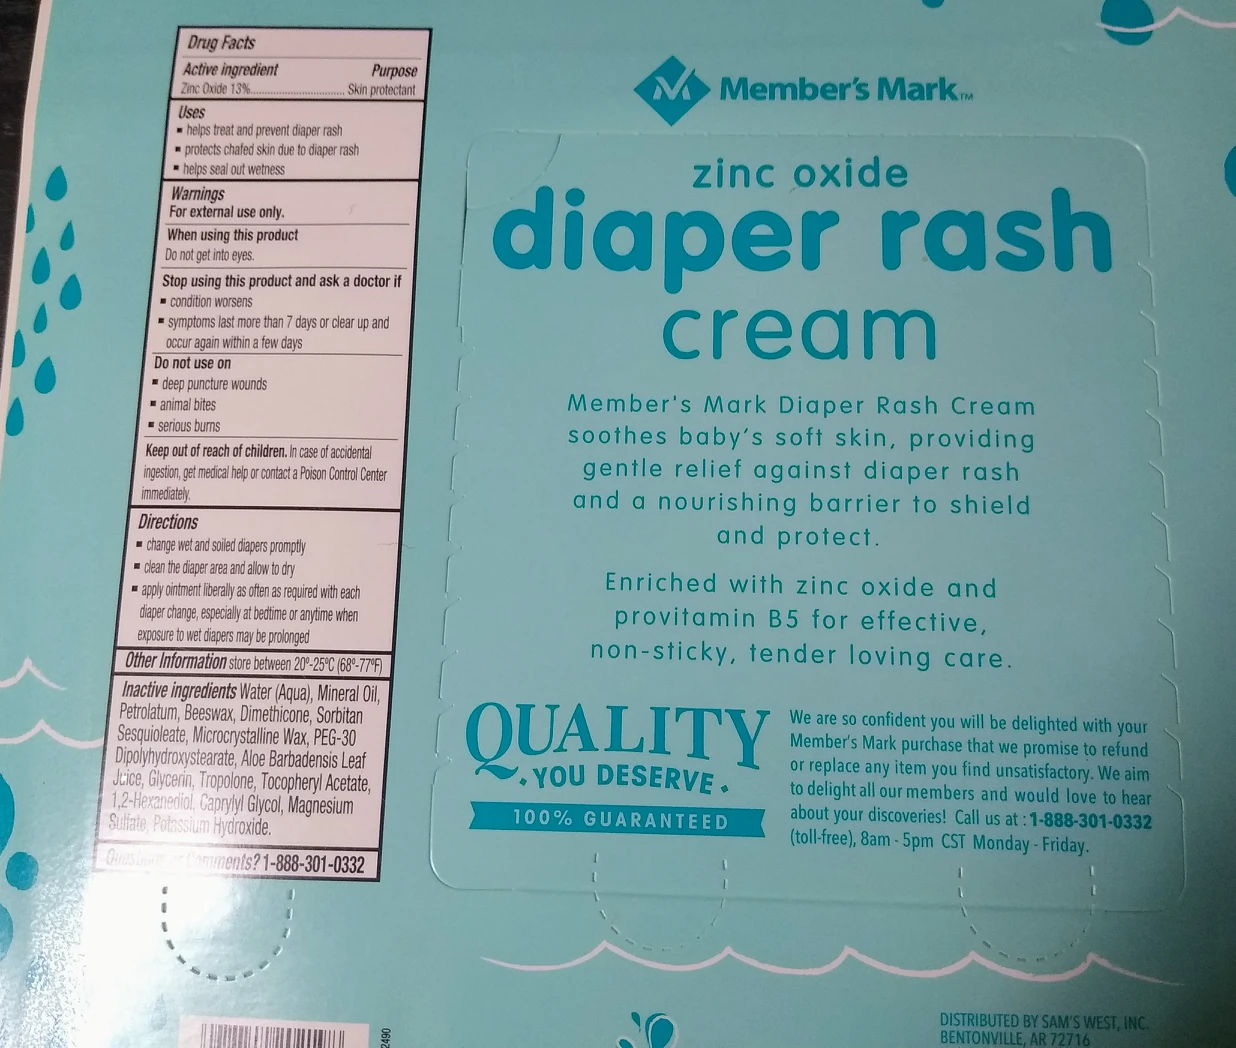 Drug Facts
Active ingredient Purpose
Zinc Oxide 13%.............................. Skin protectant
Uses
▪ helps treat and prevent diaper rash
▪ protects chafed skin due to diaper rash
▪ helps seal out wetness
Warnings
For external use only.
When using this product
Do not get into eyes.
Stop using this product and ask a doctor if
▪ condition worsens
▪ symptoms last more than 7 days or clear up and
occur again within a few days
Do not use on
▪ deep puncture wounds
▪ animal bites
▪ serious burns
Keep out of reach of children. In case of accidental
ingestion, get medical help or contact a Poison Control Center
immediately.
Directions
▪ change wet and soiled diapers promptly
▪ clean the diaper area and allow to dry
▪ apply ointment liberally as often as required with each
diaper change, especially at bedtime or anytime when
exposure to wet diapers may be prolonged
Other Information store between 20º-25ºC (68º-77ºF)
Inactive ingredients Water (Aqua), Mineral Oil,
Petrolatum, Beeswax, Dimethicone, Sorbitan
Sesquioleate, Microcrystalline Wax, PEG-30
Dipolyhydroxystearate, Aloe Barbadensis Leaf
Juice, Glycerin, Tropolone, Tocopheryl Acetate,
1,2-Hexanediol, Caprylyl Glycol, Magnesium
Sulfate, Potassium Hydroxide.
Questions or Comments? 1-888-301-0332
Member's Mark™
zinc oxide
diaper rash
cream
Member's Mark Diaper Rash Cream
soothes baby's soft skin, providing
gentle relief against diaper rash
and a nourishing barrier to shield
and protect.
Enriched with zinc oxide and
provitamin B5 for effective,
non-sticky, tender loving care.
QUALITY
• YOU DESERVE •
100% GUARANTEED
We are so confident you will be delighted with your
Member's Mark purchase that we promise to refund
or replace any item you find unsatisfactory. We aim
to delight all our members and would love to hear
about your discoveries! Call us at : 1-888-301-0332
(toll-free), 8am - 5pm CST Monday - Friday.
2490
DISTRIBUTED BY SAM'S WEST, INC.
BENTONVILLE, AR 72716